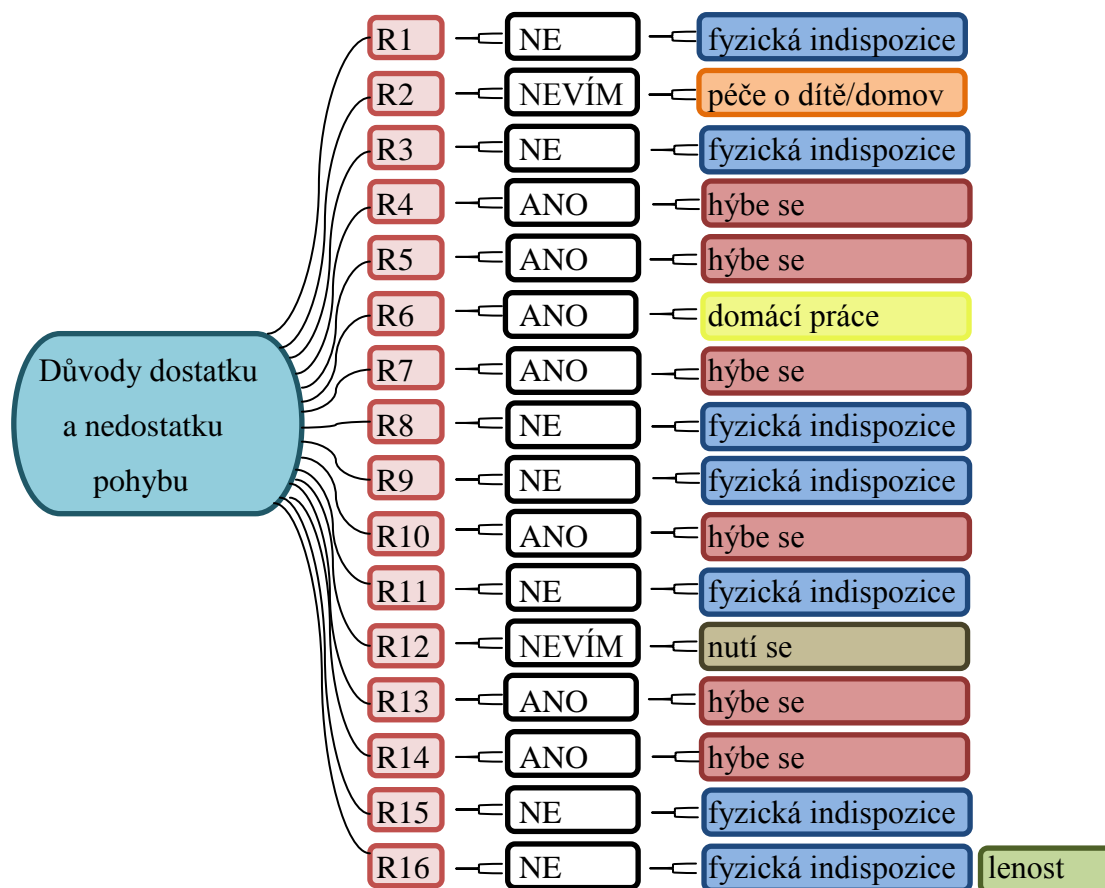 Důvody dostatku
a nedostatku
pohybu
R1 NE fyzická indispozice
R2 NEVÍM péče o dítě/domov
R3 NE fyzická indispozice
R4 ANO hýbe se
R5 ANO hýbe se
R6 ANO domácí práce
R7 ANO hýbe se
R8 NE fyzická indispozice
R9 NE fyzická indispozice
R10 ANO hýbe se
R11 NE fyzická indispozice
R12 NEVÍM nutí se
R13 ANO hýbe se
R14 ANO hýbe se
R15 NE fyzická indispozice
R16 NE fyzická indispozice lenost